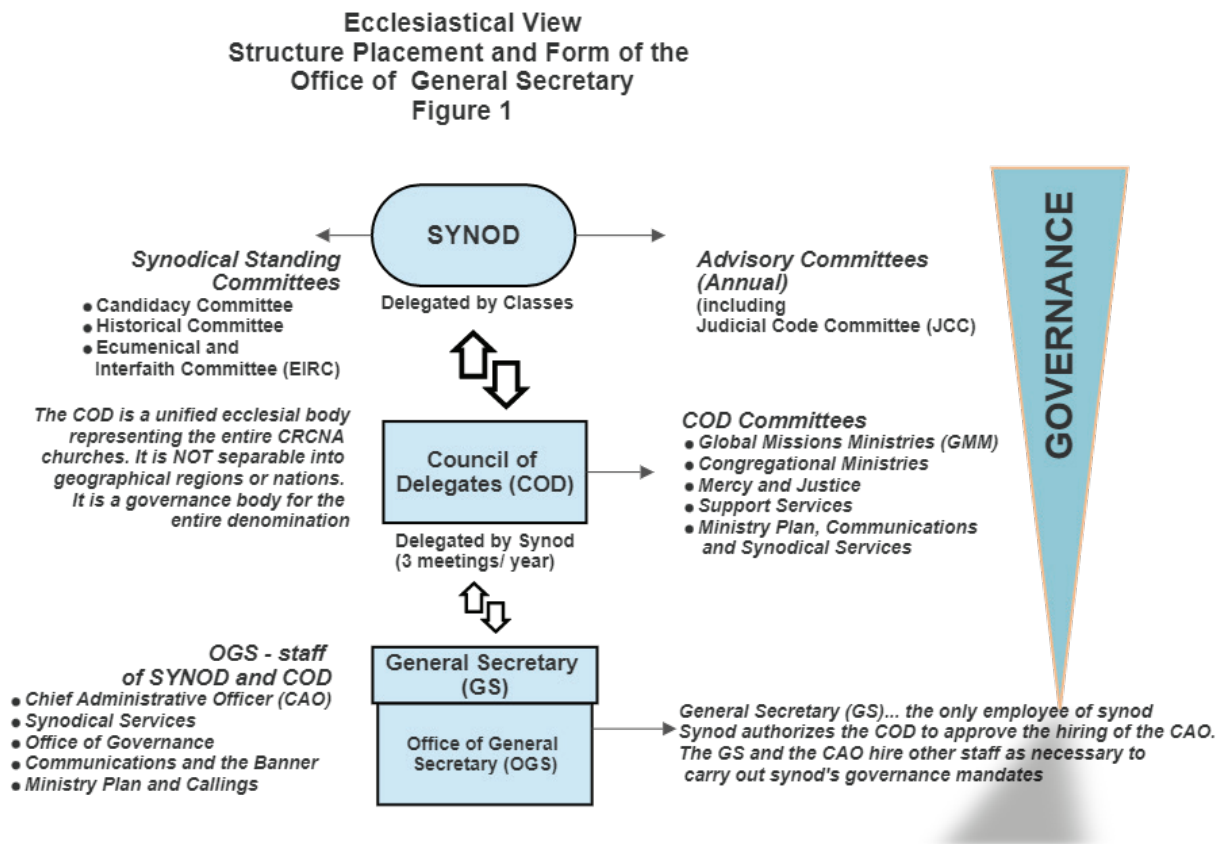 Ecclesiastical View
Structure Placement and Form of the
Office of  General Secretary
Figure 1
SYNOD
Delegated by Classes
Synodical Standing
Committees
● Candidacy Committee
● Historical Committee
● Ecumenical and
Interfaith Committee (EIRC)
Advisory Committees
(Annual)
(including
Judicial Code Committee (JCC)
GOVERNANCE
The COD is a unified ecclesial body
representing the entire CRCNA
churches. It is NOT separable into
geographical regions or nations.
It is a governance body for the
entire denomination
Council of
Delegates (COD)
Delegated by Synod
(3 meetings/ year)
COD Committees
● Global Missions Ministries (GMM)
● Congregational Ministries
● Mercy and Justice
● Support Services
● Ministry Plan, Communications
and Synodical Services
OGS - staff
of SYNOD and COD
● Chief Administrative Officer (CAO)
● Synodical Services
● Office of Governance
● Communications and the Banner
● Ministry Plan and Callings
General Secretary
(GS)
Office of General
Secretary (OGS)
General Secretary (GS)... the only employee of synod
Synod authorizes the COD to approve the hiring of the CAO.
The GS and the CAO hire other staff as necessary to
carry out synod's governance mandates